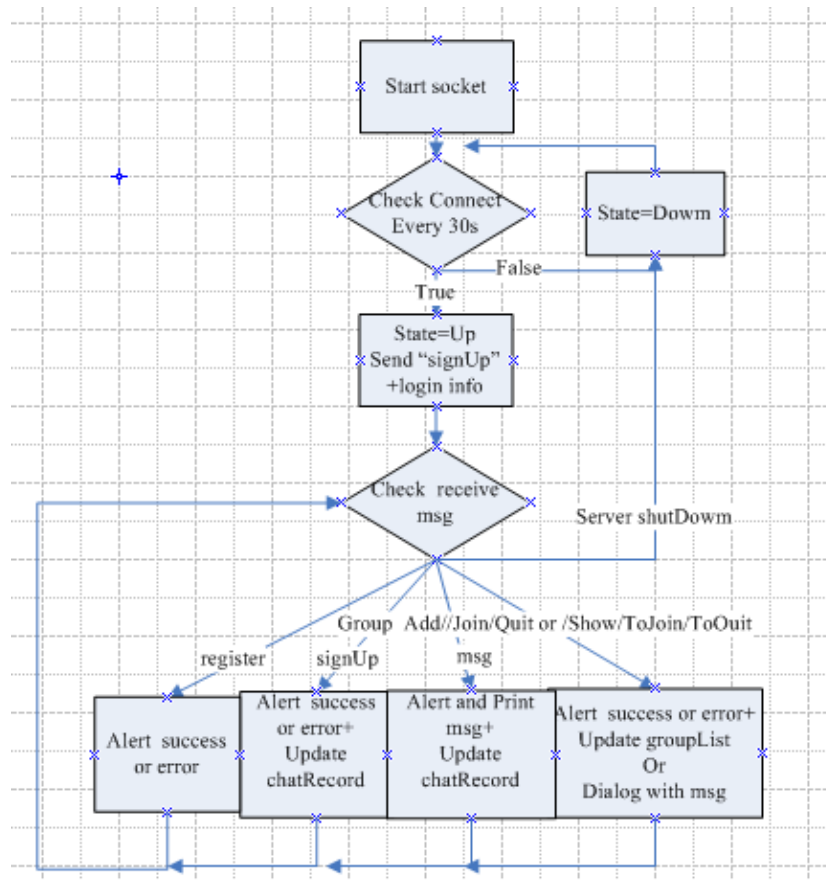 Start socket
Check Connect
Every 30s
State=Dowm
False
True
State=Up
Send “signUp”
+login info
Check receive
msg
Server shutDowm
Group Add//Join/Quit or /Show/ToJoin/ToQuit
register
signUp
msg
Alert success
or error
Alert success
or error+
Update
chatRecord
Alert and Print
msg+
Update
chatRecord
Alert success or error+
Update groupList
Or
Dialog with msg